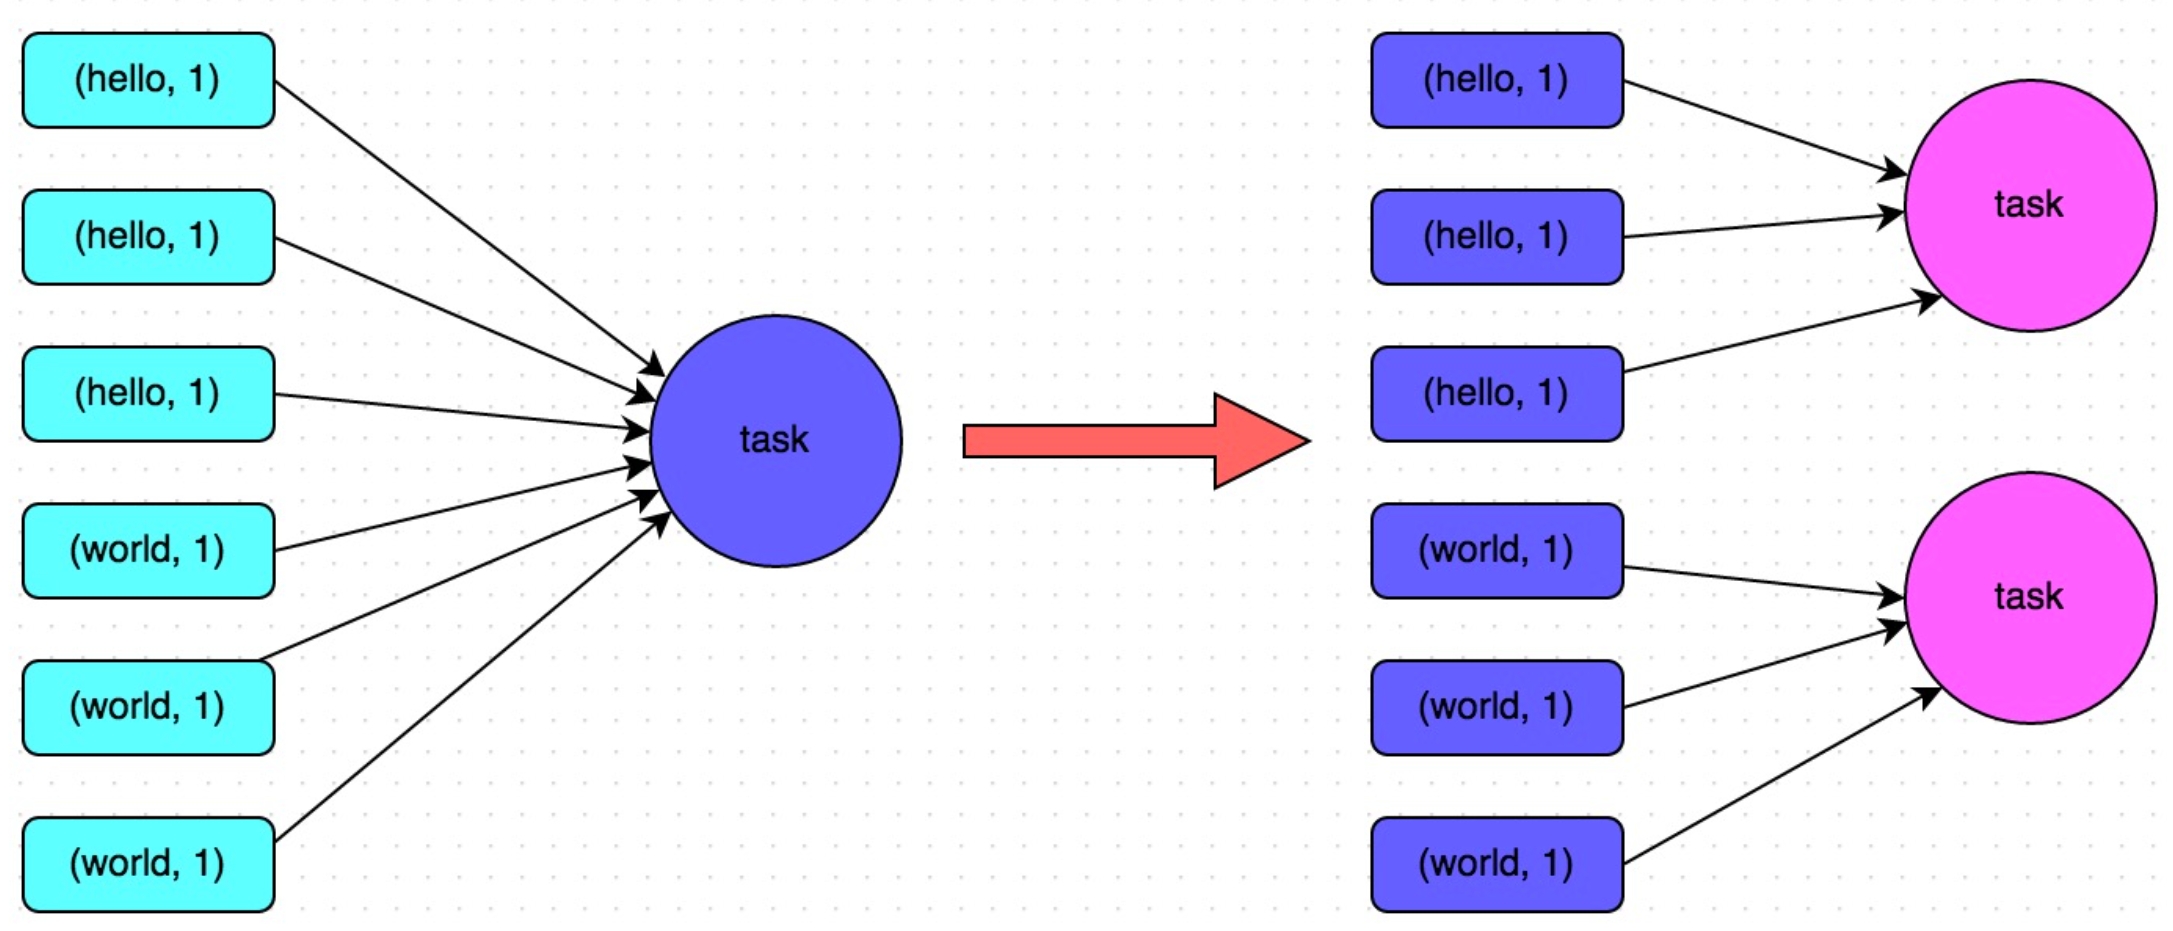 (hello, 1)
(hello, 1)
(hello, 1)
(world, 1)
(world, 1)
(world, 1)
task
(hello, 1)
(hello, 1)
(hello, 1)
(world, 1)
(world, 1)
(world, 1)
task
task